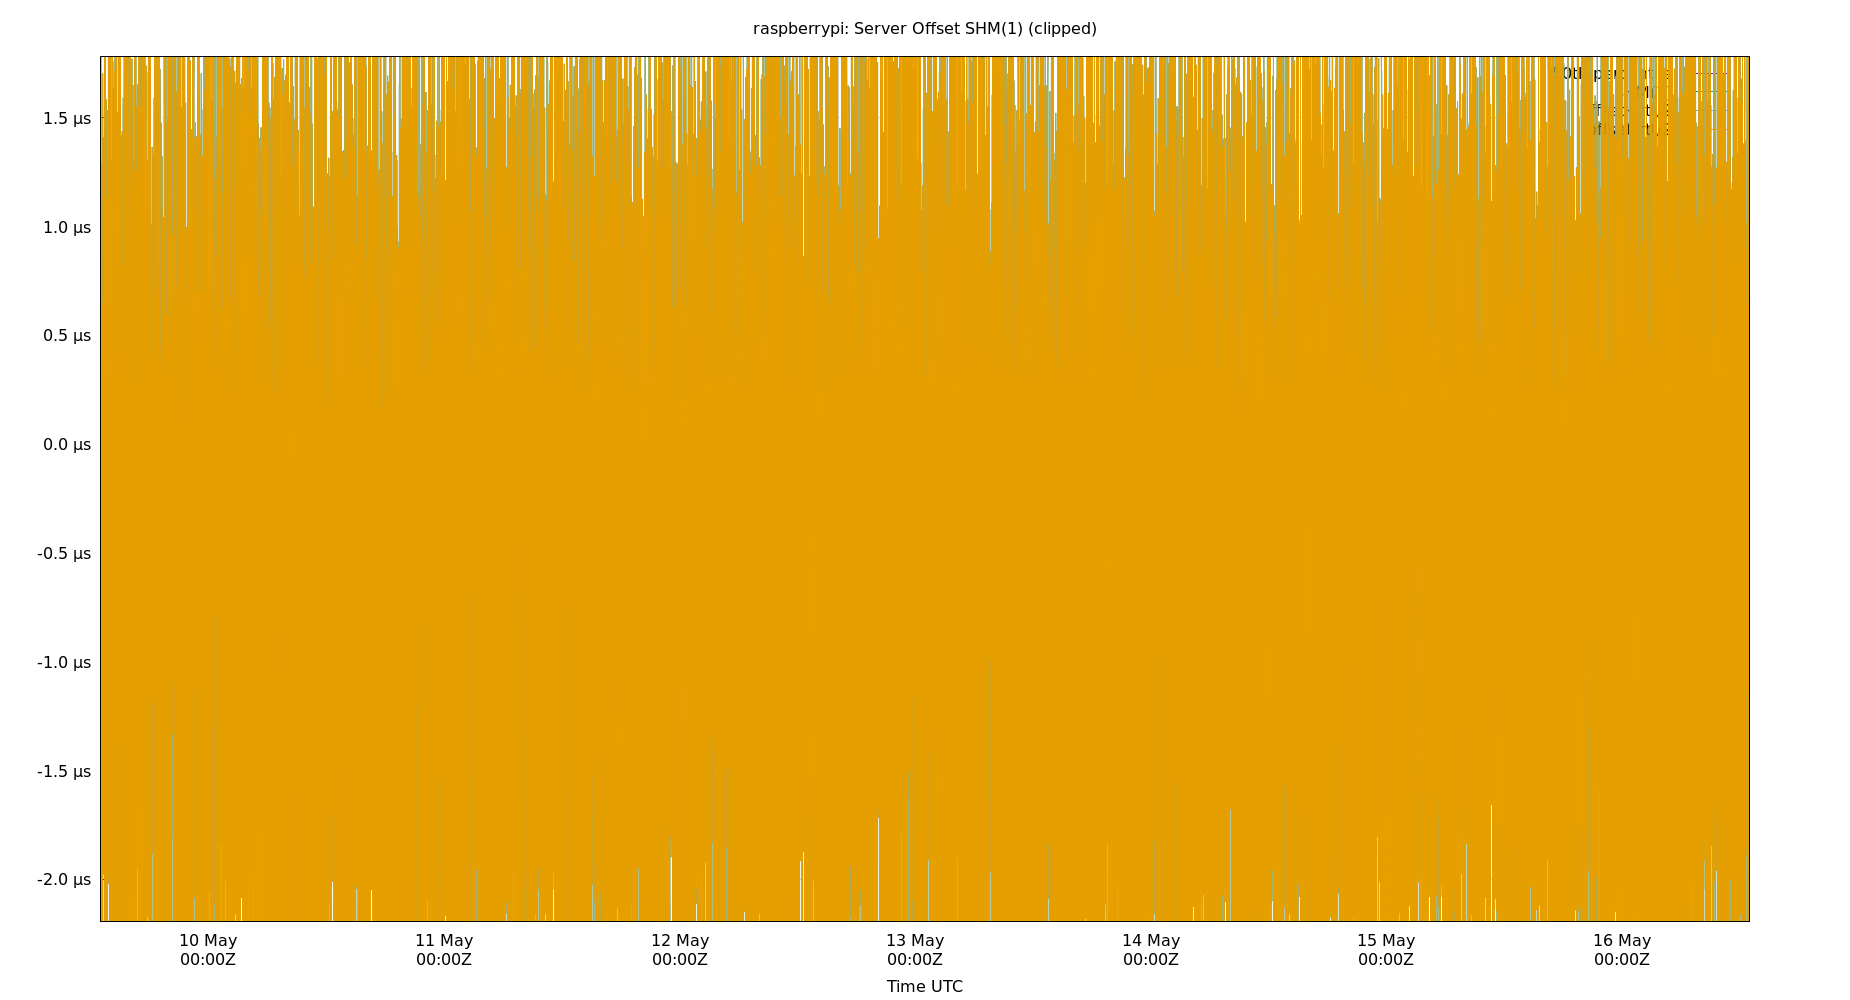 raspberrypi: Server Offset SHM(1) (clipped)
1.5 µs
1.0 µs
0.5 µs
0.0 µs
-0.5 µs
-1.0 µs
-1.5 µs
-2.0 µs
10 May 11 May 12 May 13 May 14 May 15 May 16 May
00:00Z 00:00Z 00:00Z 00:00Z 00:00Z 00:00Z 00:00Z
Time UTC